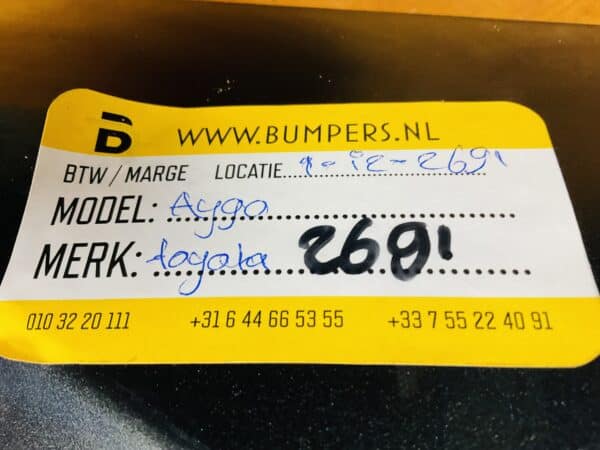 B WWW.BUMPERS.NL
BTW / MARGE LOCATIE 1-12-2691
MODEL: Aygo
MERK: toyota 2691
010 32 20 111 +31 6 44 66 53 55 +33 7 55 22 40 91